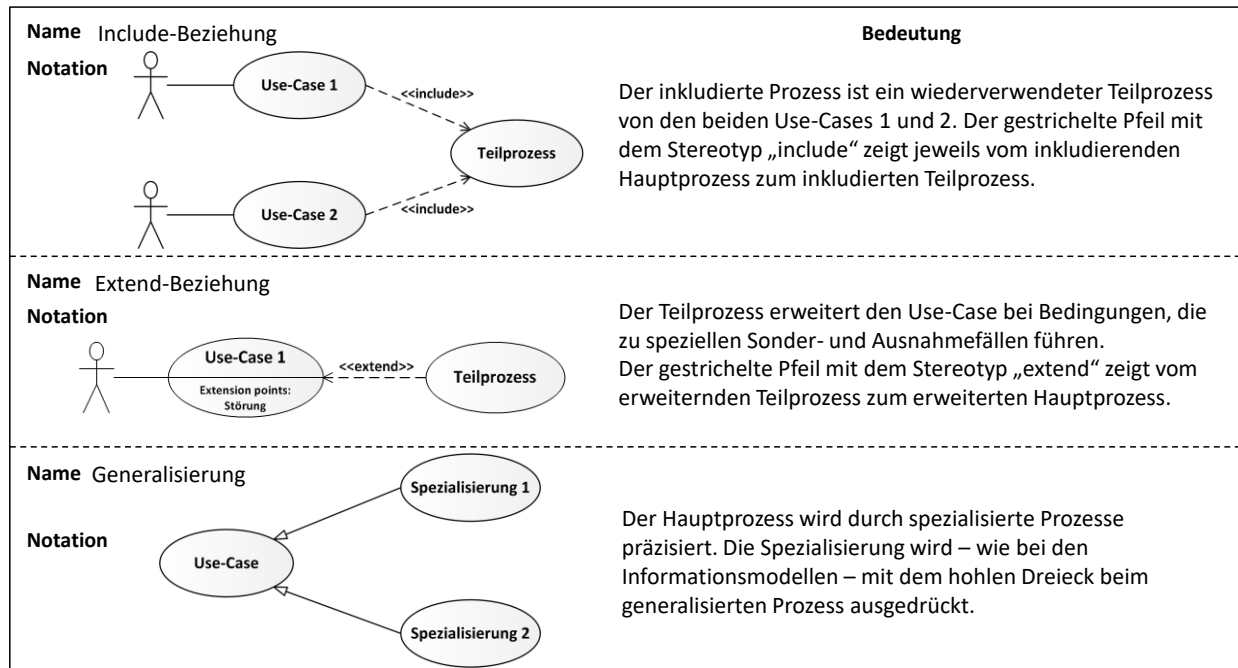 Name Include-Beziehung
Bedeutung
Notation
Use-Case 1
<<include>>
Teilprozess
Use-Case 2
<<include>>
Der inkludierte Prozess ist ein wiederverwendeter Teilprozess
von den beiden Use-Cases 1 und 2. Der gestrichelte Pfeil mit
dem Stereotyp „include“ zeigt jeweils vom inkludierenden
Hauptprozess zum inkludierten Teilprozess.
Name Extend-Beziehung
Notation
Use-Case 1
Extension points:
Störung
<<extend>>
Teilprozess
Der Teilprozess erweitert den Use-Case bei Bedingungen, die
zu speziellen Sonder- und Ausnahmefällen führen.
Der gestrichelte Pfeil mit dem Stereotyp „extend“ zeigt vom
erweiternden Teilprozess zum erweiterten Hauptprozess.
Name Generalisierung
Notation
Spezialisierung 1
Use-Case
Spezialisierung 2
Der Hauptprozess wird durch spezialisierte Prozesse
präzisiert. Die Spezialisierung wird – wie bei den
Informationsmodellen – mit dem hohlen Dreieck beim
generalisierten Prozess ausgedrückt.